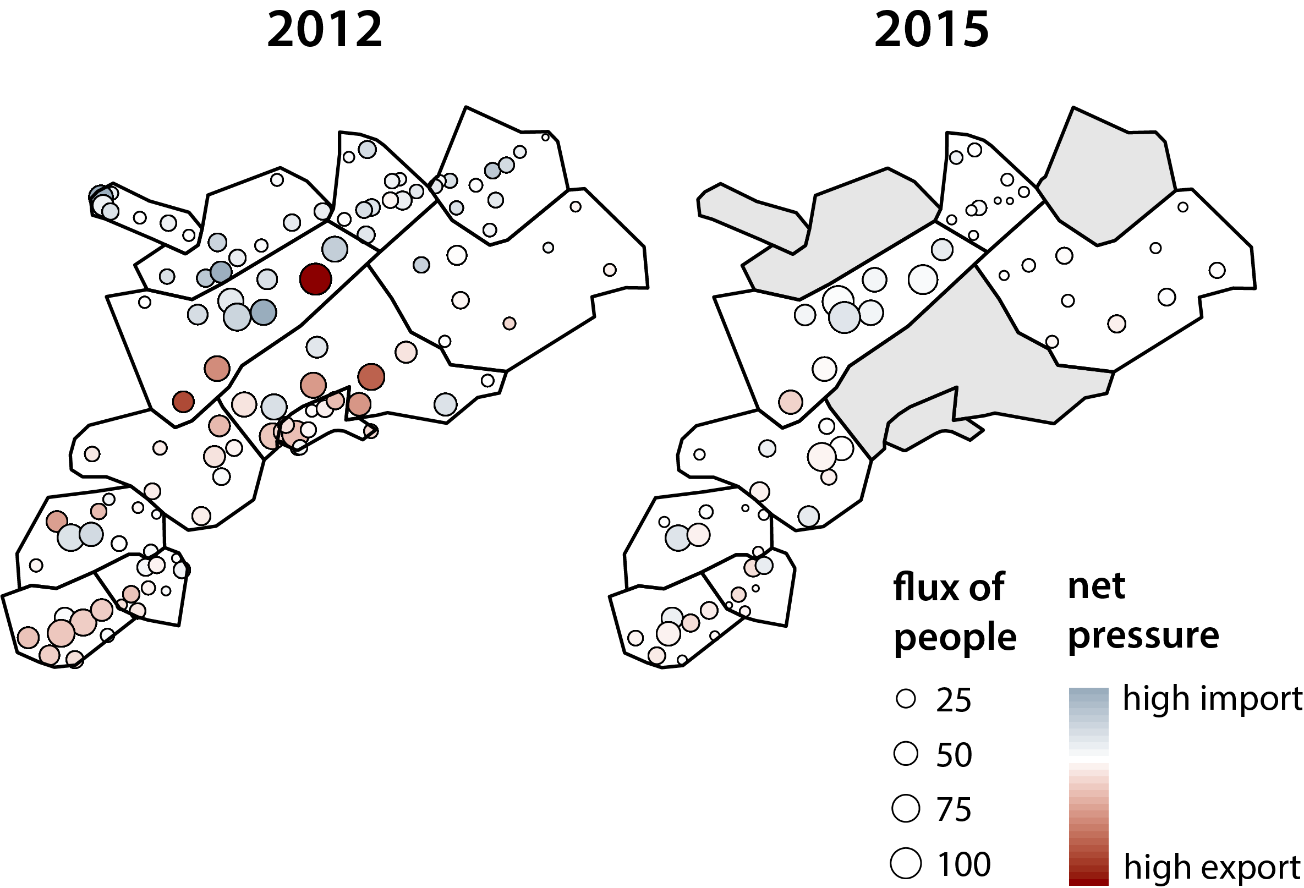 2012
2015
flux of
people
25
50
75
100
net
pressure
high import
high export